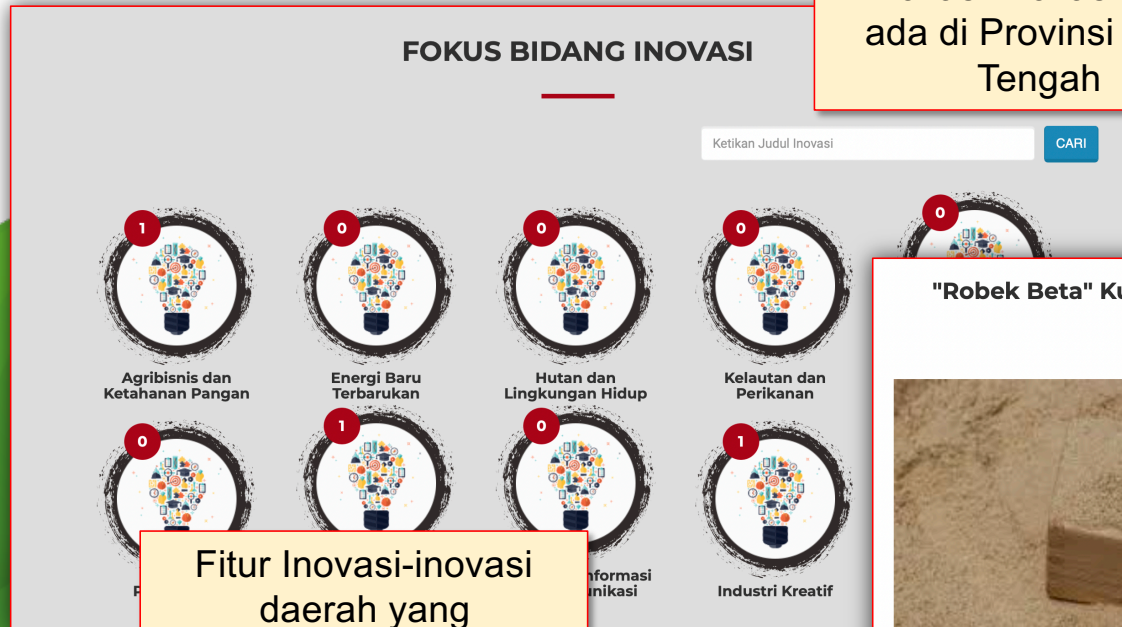 ada di Provinsi
Tengah
FOKUS BIDANG INOVASI
Ketikan Judul Inovasi
CARI
1
0
0
0
0
Agribisnis dan
Ketahanan Pangan
Energi Baru
Terbarukan
Hutan dan
Lingkungan Hidup
Kelautan dan
Perikanan
"Robek Beta"
0
1
0
1
Industri Kreatif
Fitur Inovasi-inovasi
daerah yang